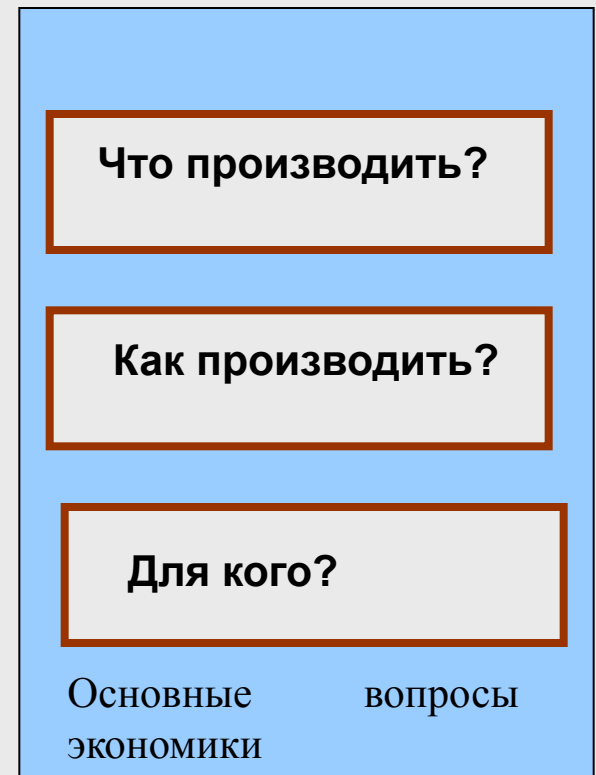 Что производить?
Как производить?
Для кого?
Основные вопросы
экономики